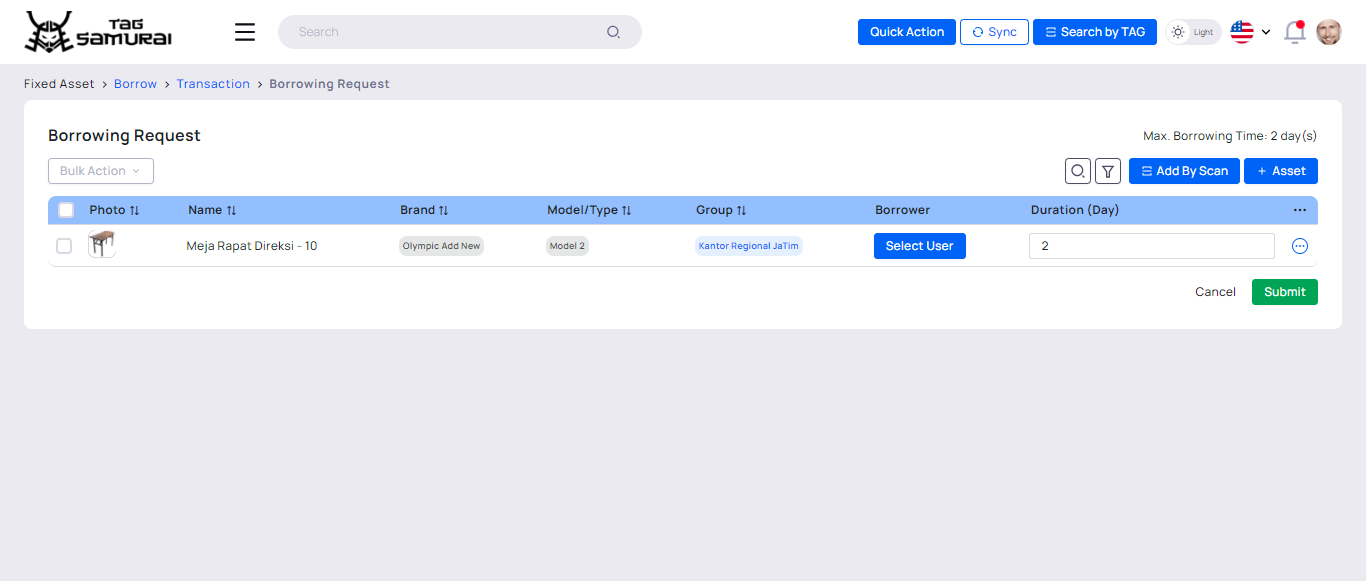 TAG SAMURAI
Search
Quick Action
Sync
Search by TAG
Light
Fixed Asset > Borrow > Transaction > Borrowing Request
Borrowing Request
Max. Borrowing Time: 2 day(s)
Bulk Action
Add By Scan
+ Asset
Photo Name Brand Model/Type Group Borrower Duration (Day) ...
Meja Rapat Direksi - 10 Olympic Add New Model 2 Kantor Regional JaTim Select User 2
Cancel Submit